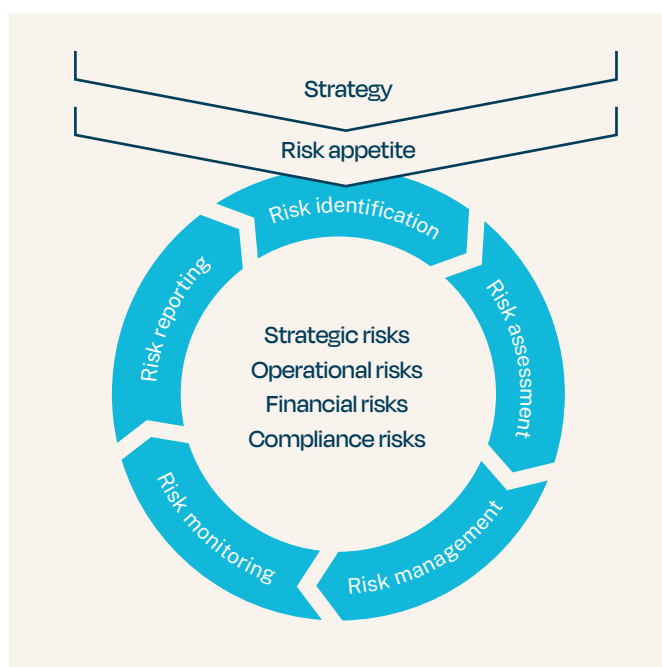 Strategy
Risk appetite
Risk identification
Risk assessment
Risk management
Risk monitoring
Risk reporting
Strategic risks
Operational risks
Financial risks
Compliance risks